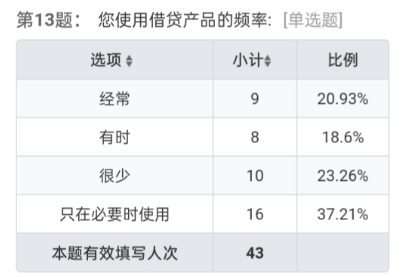 第13题： 您使用借贷产品的频率: [单选题]
选项 小计 比例
经常 9 20.93%
有时 8 18.6%
很少 10 23.26%
只在必要时使用 16 37.21%
本题有效填写人次 43